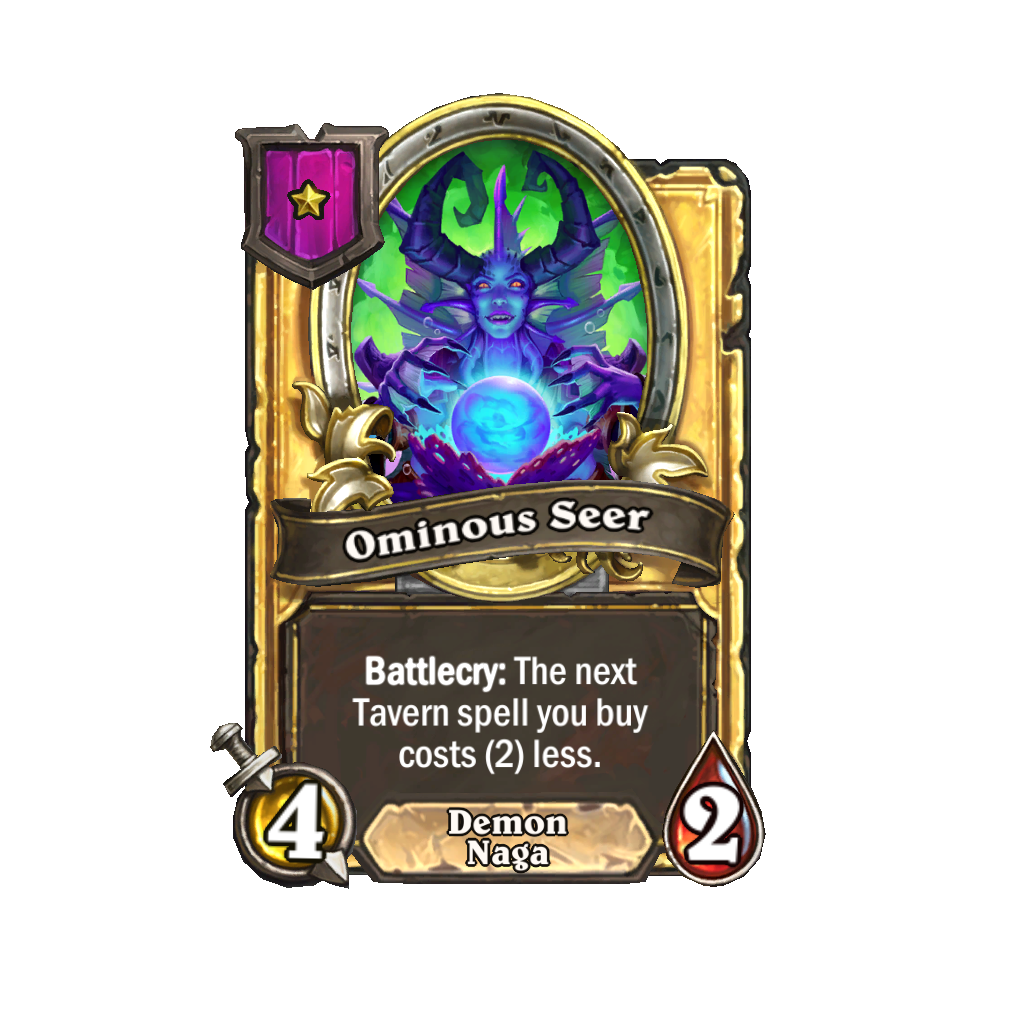 Ominous Seer
Battlecry: The next
Tavern spell you buy
costs (2) less.
4
Demon
Naga
2